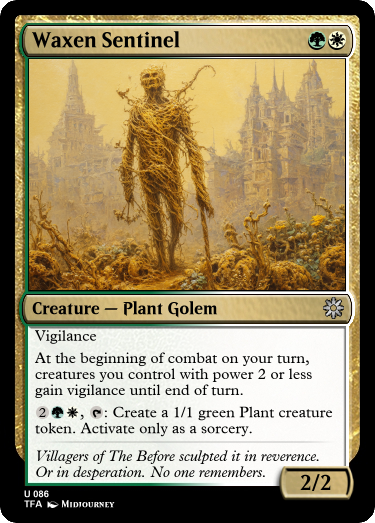 Waxen Sentinel
Creature — Plant Golem
Vigilance
At the beginning of combat on your turn,
creatures you control with power 2 or less
gain vigilance until end of turn.
2, : Create a 1/1 green Plant creature
token. Activate only as a sorcery.
Villagers of The Before sculpted it in reverence.
Or in desperation. No one remembers.
2/2
U 086
TFA Midjourney